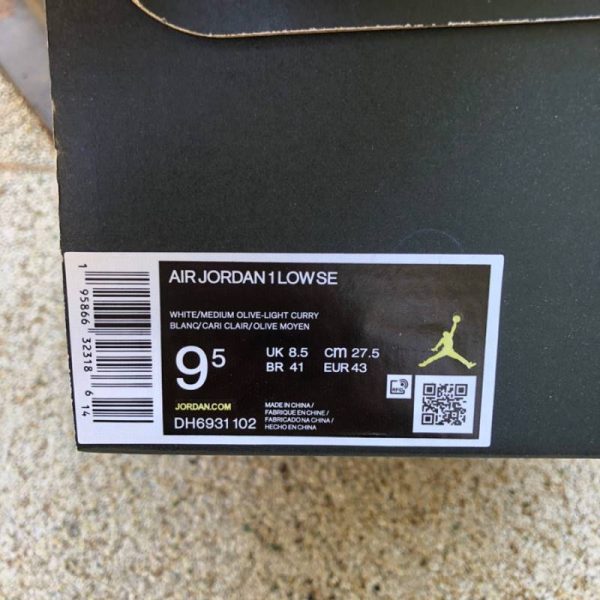 AIR JORDAN 1 LOW SE
WHITE/MEDIUM OLIVE-LIGHT CURRY
BLANC/CARI CLAIR/OLIVE MOYEN
9 5
UK 8.5 cm 27.5
BR 41 EUR 43
JORDAN.COM
DH6931 102
MADE IN CHINA /
FABRIQUE EN CHINE /
FABRICADO NA CHINA /
HECHO EN CHINA
RFID
1 95866 32318 6 14